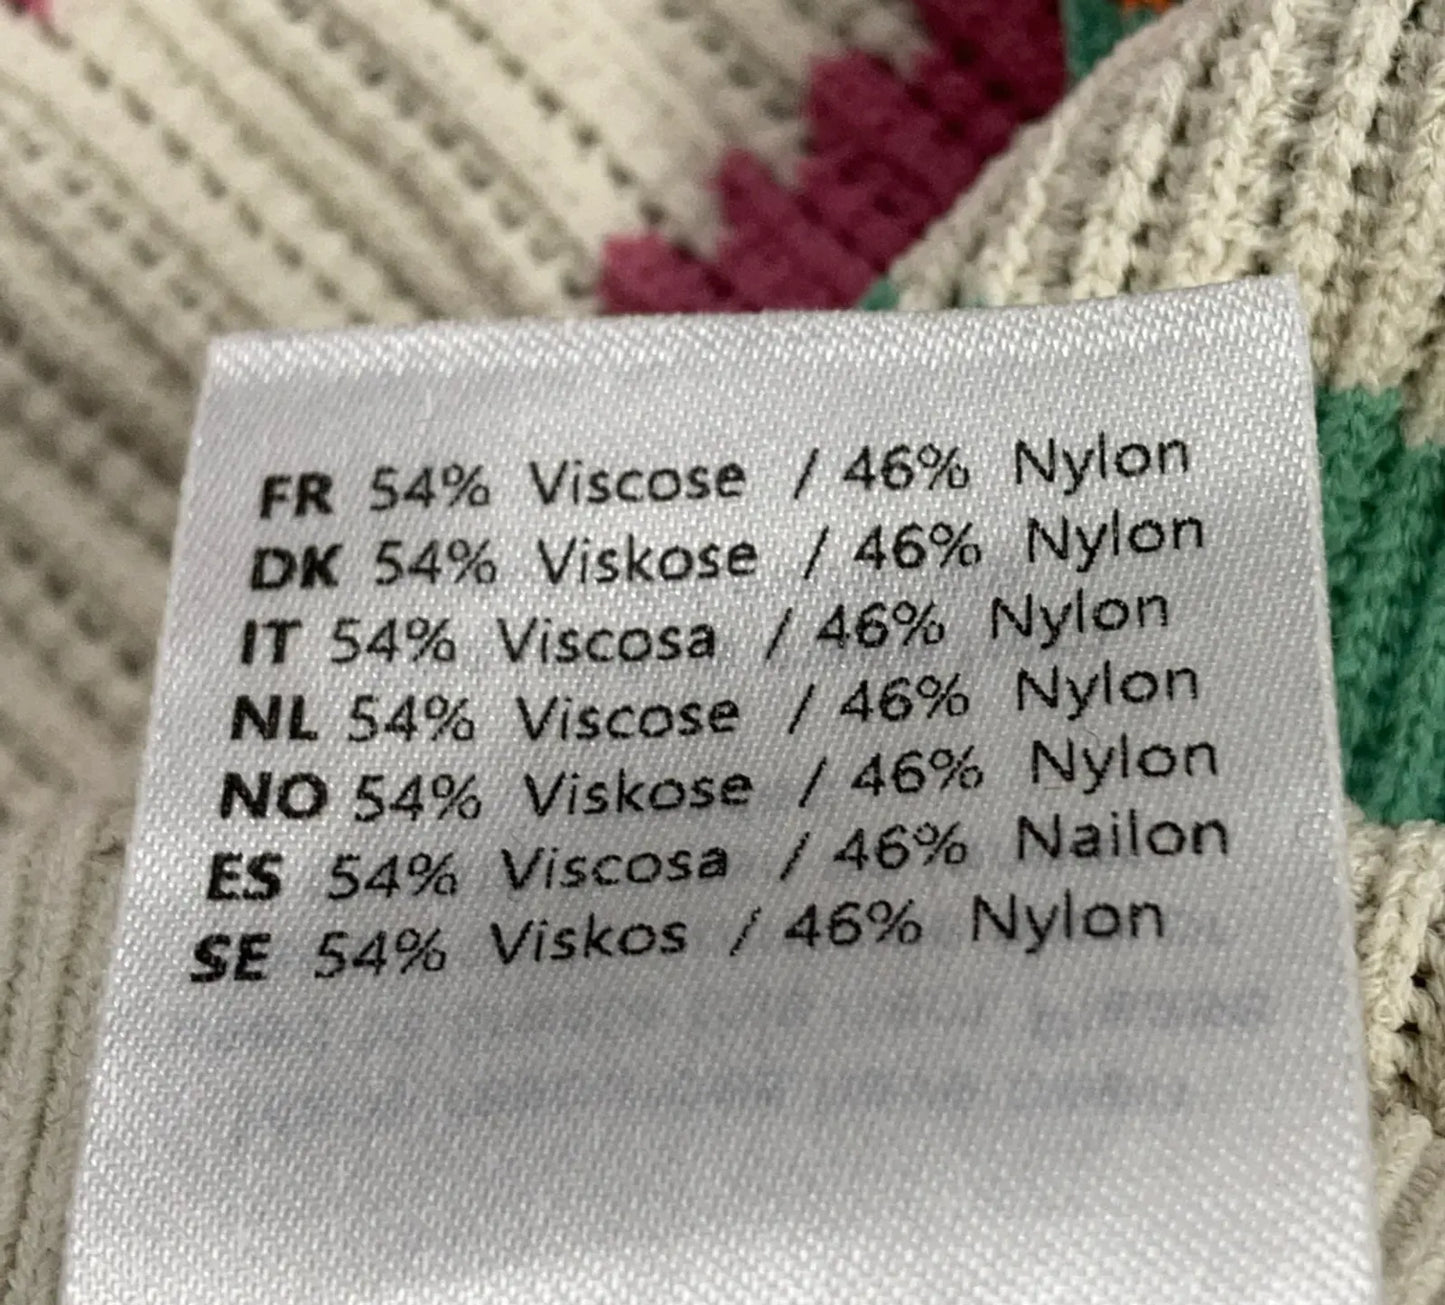 FR 54% Viscose / 46% Nylon
DK 54% Viskose / 46% Nylon
IT 54% Viscosa / 46% Nylon
NL 54% Viscose / 46% Nylon
NO 54% Viskose / 46% Nylon
ES 54% Viscosa / 46% Nailon
SE 54% Viskos / 46% Nylon